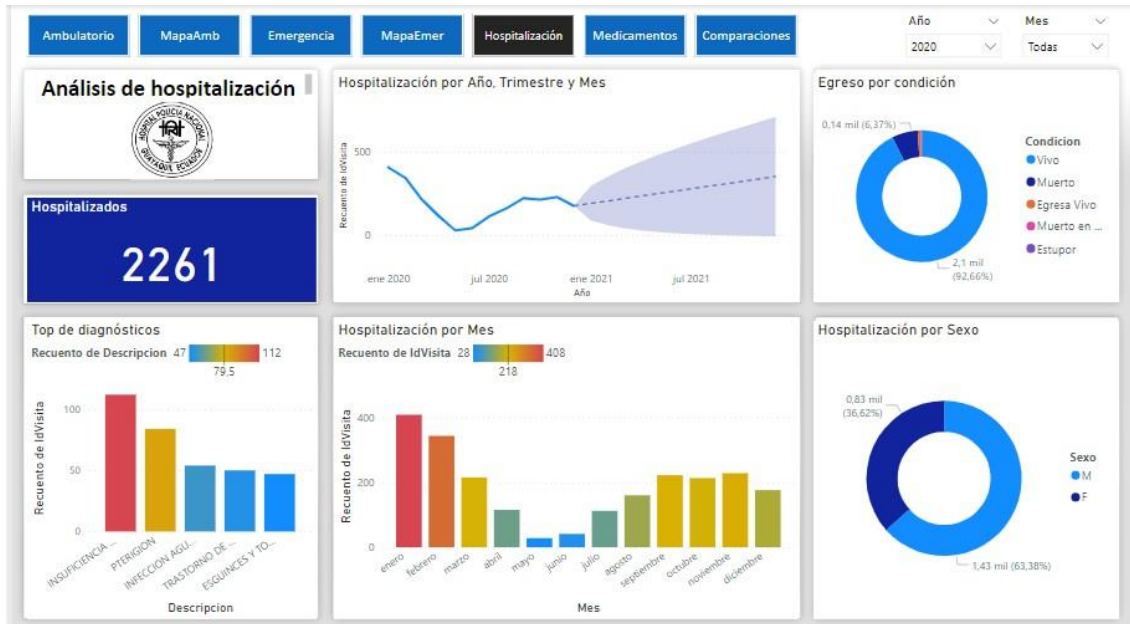 Ambulatorio
MapaAmb
Emergencia
MapaEmer
Hospitalización
Medicamentos
Comparaciones
Año
2020
Mes
Todas
Análisis de hospitalización
HOSPITAL POLICIA NACIONAL
GUAYAQUIL ECUADOR
Hospitalizados
2261
Hospitalización por Año, Trimestre y Mes
Recuento de IdVisita
500
0
ene 2020
jul 2020
ene 2021
jul 2021
Año
Egreso por condición
0,14 mil (6,37%)
2,1 mil
(92,66%)
Condicion
Vivo
Muerto
Egresa Vivo
Muerto en ...
Estupor
Top de diagnósticos
Recuento de Descripcion 47
112
79.5
Recuento de IdVisita
100
50
0
INSUFICIENCIA ...
PTERIGION
INFECCION AGU...
TRASTORNO DE ...
ESGUINCES Y TO...
Descripcion
Hospitalización por Mes
Recuento de IdVisita 28
408
218
Recuento de IdVisita
400
200
0
enero
febrero
marzo
abril
mayo
junio
julio
agosto
septiembre
octubre
noviembre
diciembre
Mes
Hospitalización por Sexo
0,83 mil
(36,62%)
1,43 mil (63,38%)
Sexo
M
F